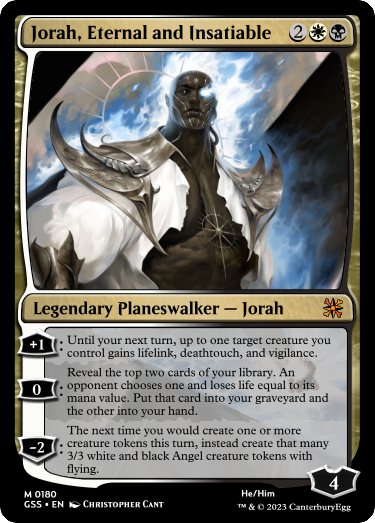 Jorah, Eternal and Insatiable 2
Legendary Planeswalker — Jorah
+1: Until your next turn, up to one target creature you
control gains lifelink, deathtouch, and vigilance.
Reveal the top two cards of your library. An
0: opponent chooses one and loses life equal to its
mana value. Put that card into your graveyard and
the other into your hand.
The next time you would create one or more
-2: creature tokens this turn, instead create that many
3/3 white and black Angel creature tokens with
flying.
4
M 0180
GSS • EN Christopher Cant
He/Him
™ & © 2023 CanterburyEgg